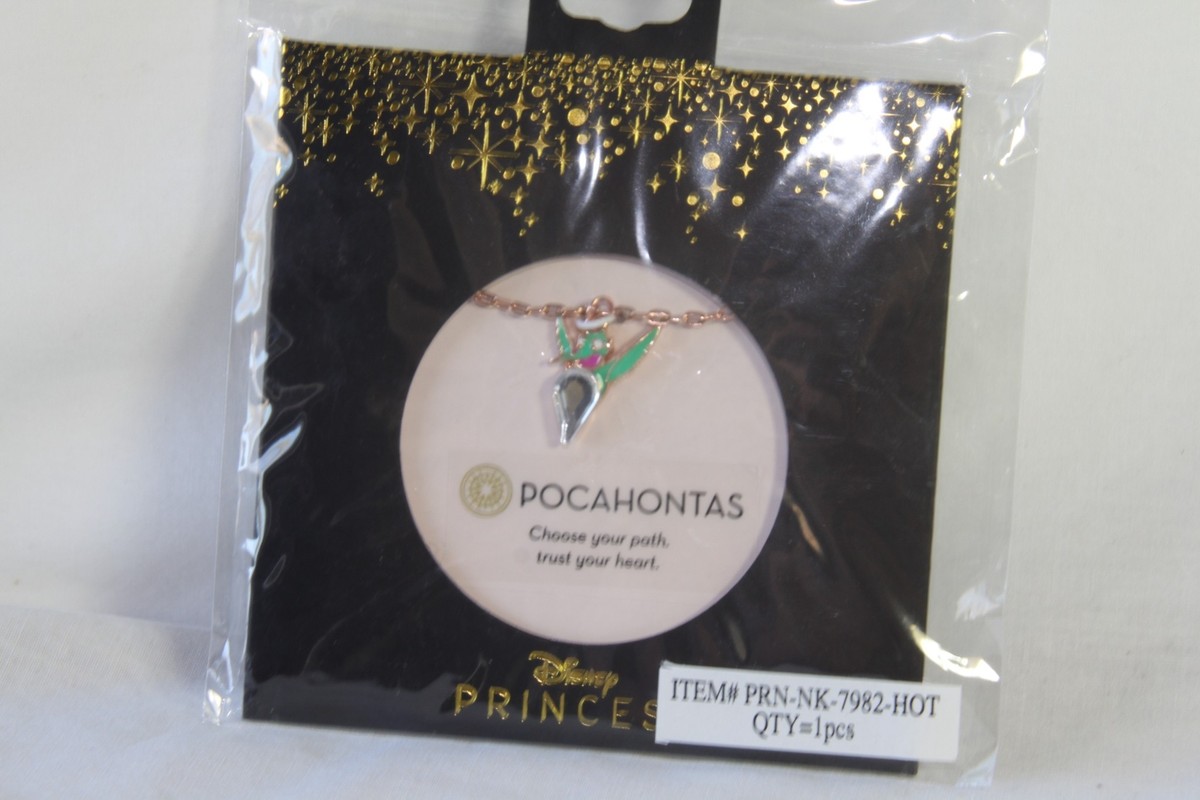 POCAHONTAS
Choose your path.
trust your heart.
Disney
PRINCES
ITEM# PRN-NK-7982-HOT
QTY=1pcs